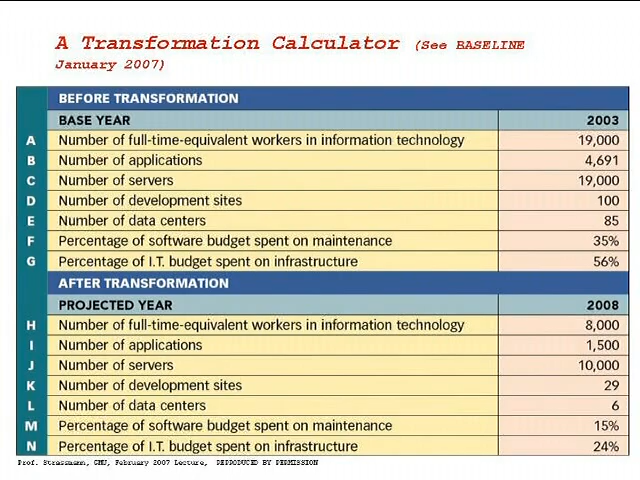 A Transformation Calculator (See BASELINE
January 2007)
BEFORE TRANSFORMATION
BASE YEAR 2003
A Number of full-time-equivalent workers in information technology 19,000
B Number of applications 4,691
C Number of servers 19,000
D Number of development sites 100
E Number of data centers 85
F Percentage of software budget spent on maintenance 35%
G Percentage of I.T. budget spent on infrastructure 56%
AFTER TRANSFORMATION
PROJECTED YEAR 2008
H Number of full-time-equivalent workers in information technology 8,000
I Number of applications 1,500
J Number of servers 10,000
K Number of development sites 29
L Number of data centers 6
M Percentage of software budget spent on maintenance 15%
N Percentage of I.T. budget spent on infrastructure 24%
Prof. Strassmann, GMU, February 2007 Lecture, REPRODUCED BY PERMISSION